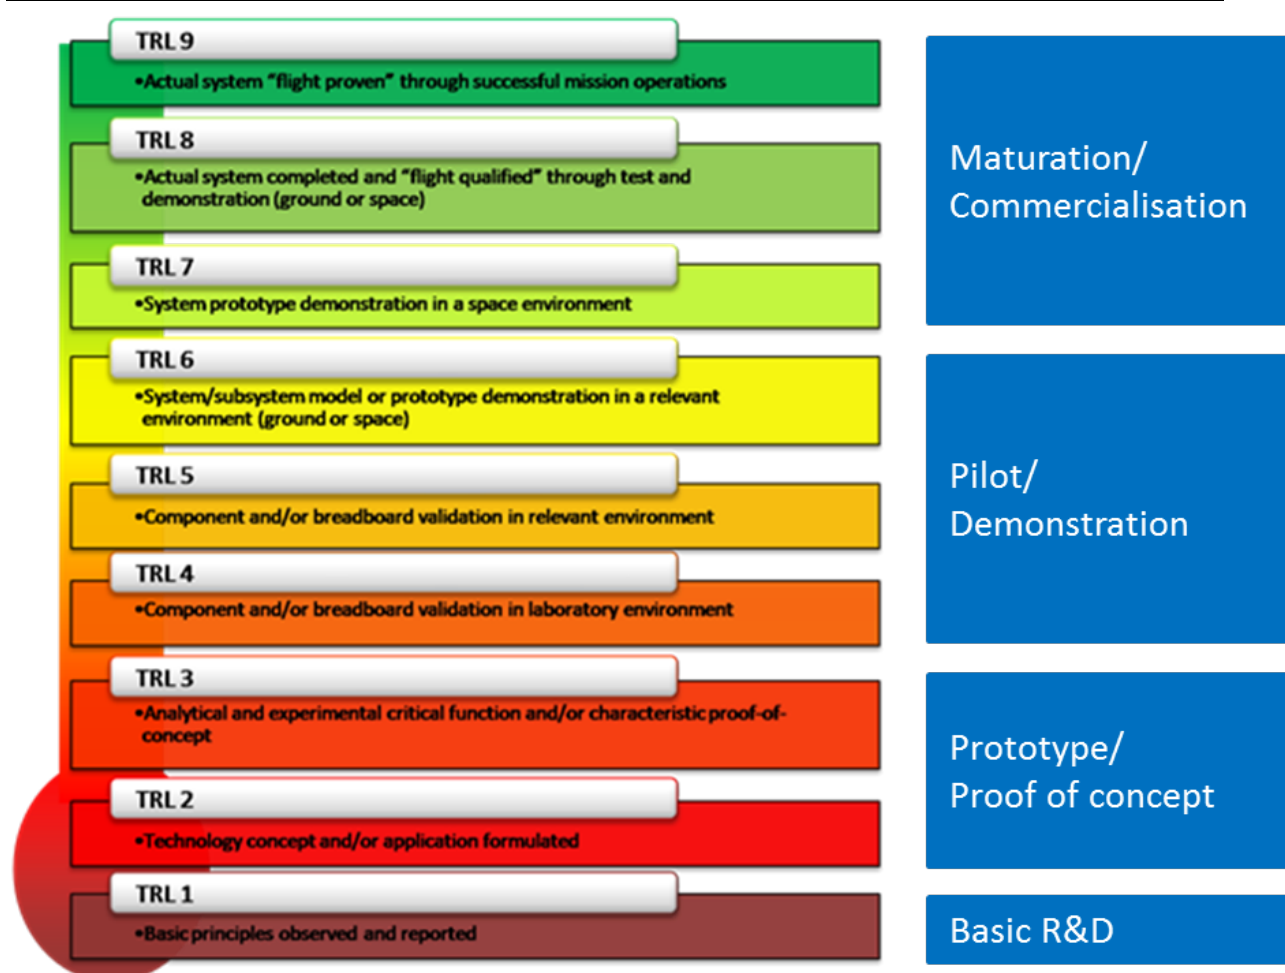 TRL 9
•Actual system “flight proven” through successful mission operations
TRL 8
•Actual system completed and “flight qualified” through test and
demonstration (ground or space)
TRL 7
•System prototype demonstration in a space environment
Maturation/
Commercialisation
TRL 6
•System/subsystem model or prototype demonstration in a relevant
environment (ground or space)
TRL 5
•Component and/or breadboard validation in relevant environment
TRL 4
•Component and/or breadboard validation in laboratory environment
Pilot/
Demonstration
TRL 3
•Analytical and experimental critical function and/or characteristic proof-of-
concept
TRL 2
•Technology concept and/or application formulated
Prototype/
Proof of concept
TRL 1
•Basic principles observed and reported
Basic R&D